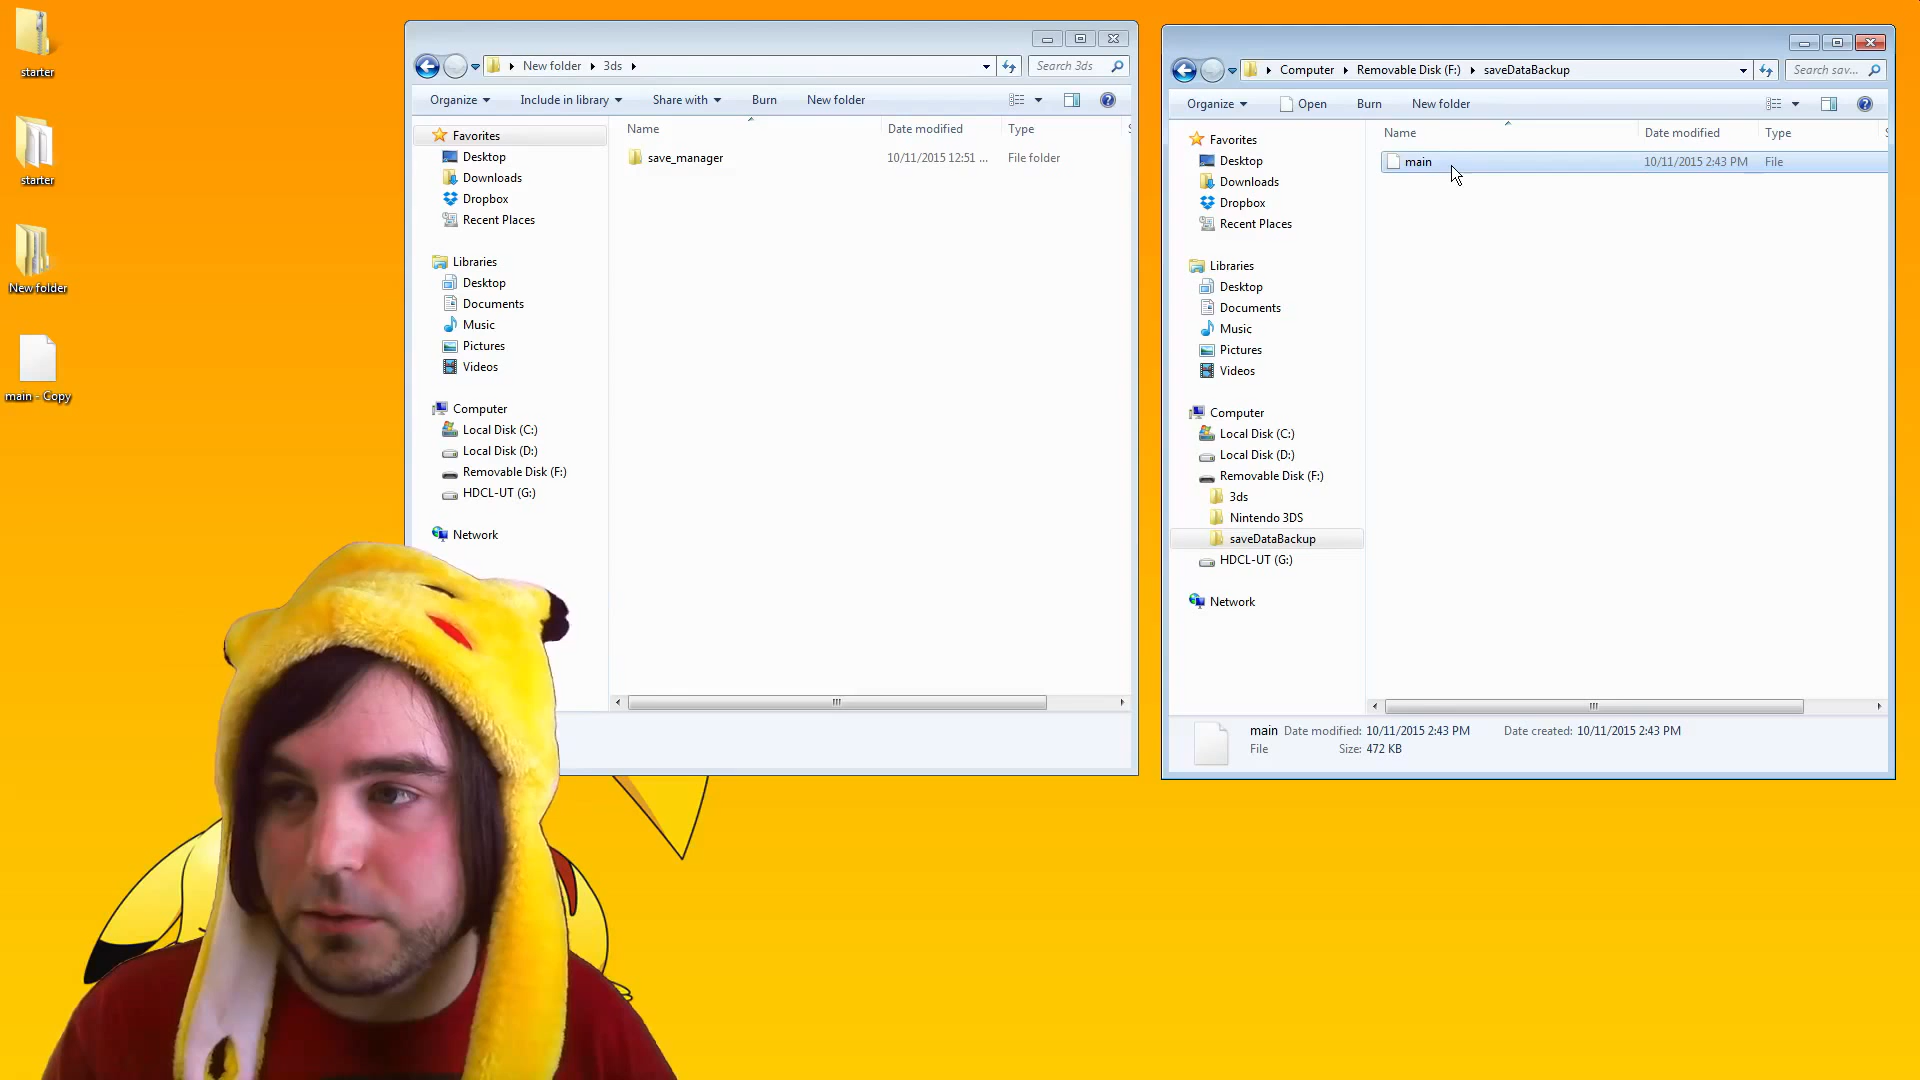 starter
starter
New folder
main - Copy
New folder
3ds
Search 3ds
Organize
Include in library
Share with
Burn
New folder
Name
Date modified
Type
Favorites
Desktop
Downloads
Dropbox
Recent Places
Libraries
Desktop
Documents
Music
Pictures
Videos
Computer
Local Disk (C:)
Local Disk (D:)
Removable Disk (F:)
HDCL-UT (G:)
Network
save_manager
10/11/2015 12:51 ...
File folder
Computer
Removable Disk (F:)
saveDataBackup
Search sav...
Organize
Open
Burn
New folder
Name
Date modified
Type
Favorites
Desktop
Downloads
Dropbox
Recent Places
Libraries
Desktop
Documents
Music
Pictures
Videos
Computer
Local Disk (C:)
Local Disk (D:)
Removable Disk (F:)
3ds
Nintendo 3DS
saveDataBackup
HDCL-UT (G:)
Network
main
10/11/2015 2:43 PM
File
main Date modified: 10/11/2015 2:43 PM Date created: 10/11/2015 2:43 PM
File Size: 472 KB